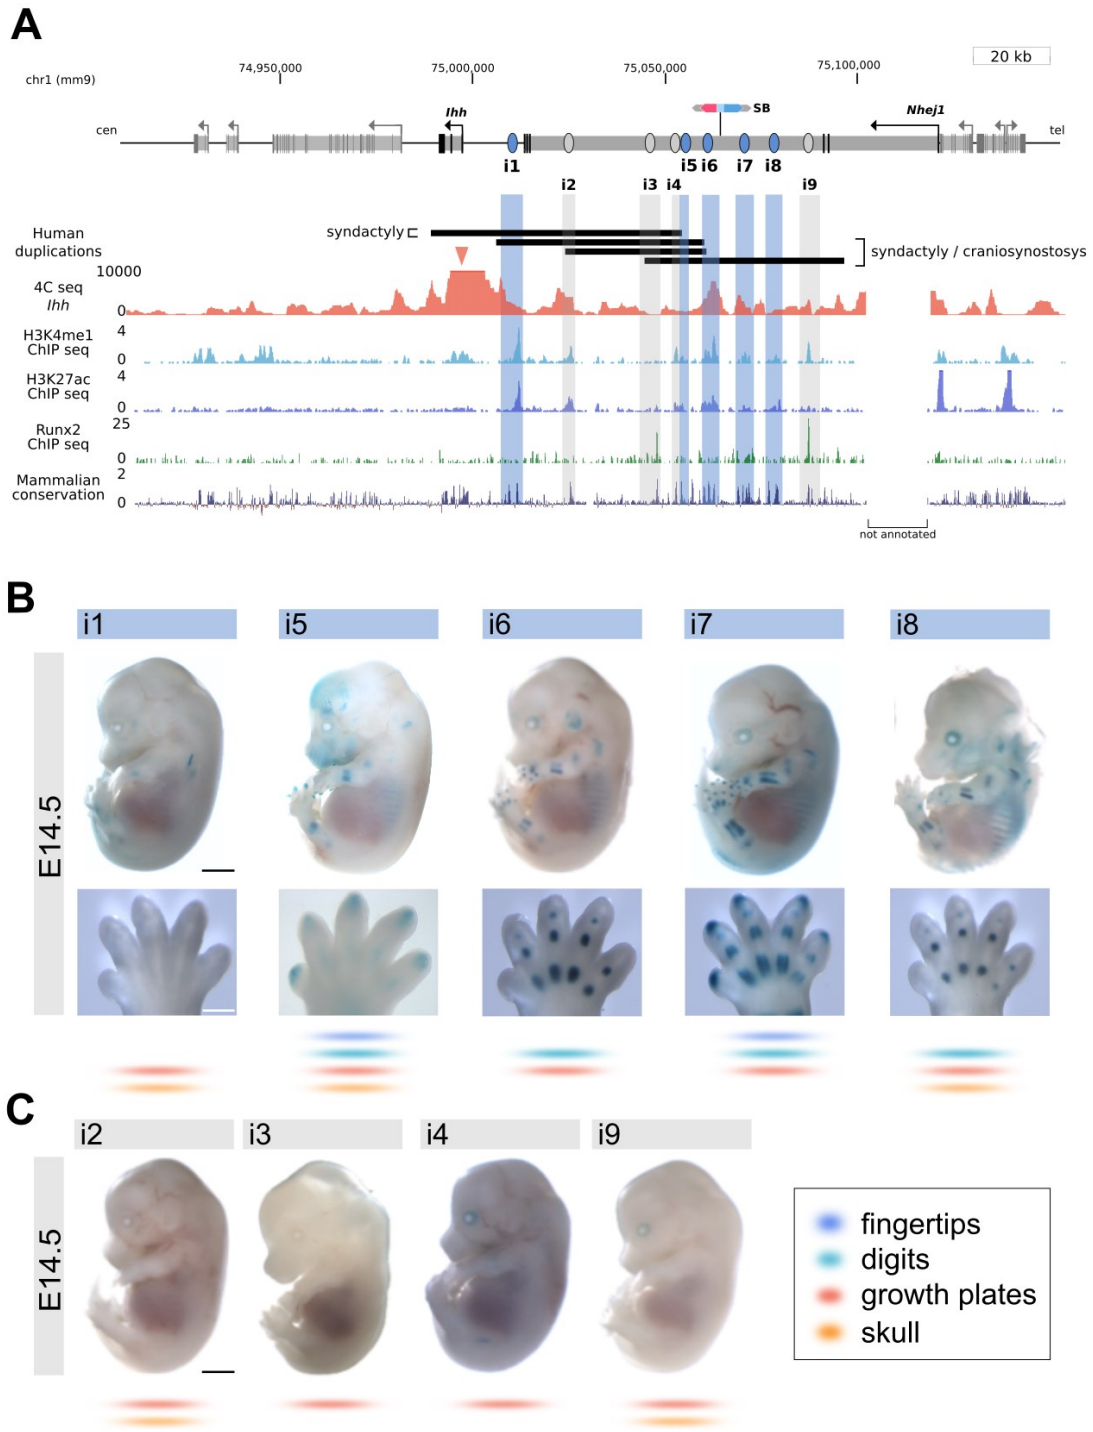 A
20 kb
chr1 (mm9)
74,950,000
75,000,000
75,050,000
75,100,000
SB
Ihh
Nhej1
cen
tel
i1
i5
i6
i7
i8
i2
i3
i4
i9
Human
duplications
syndactyly
syndactyly / craniosynostosys
10000
4C seq
Ihh
0
H3K4me1
ChIP seq
4
0
H3K27ac
ChIP seq
4
0
Runx2
ChIP seq
25
0
Mammalian
conservation
2
0
not annotated
B
i1
i5
i6
i7
i8
E14.5
C
i2
i3
i4
i9
E14.5
fingertips
digits
growth plates
skull